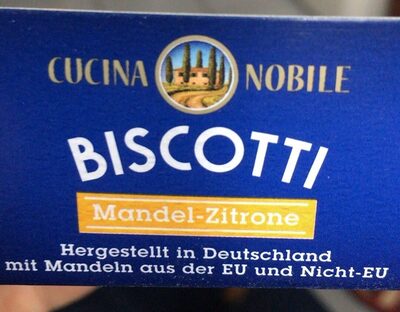 CUCINA NOBILE
BISCOTTI
Mandel-Zitrone
Hergestellt in Deutschland
mit Mandeln aus der EU und Nicht-EU